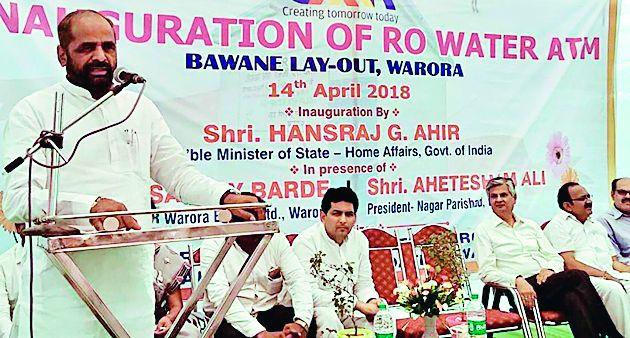 Creating tomorrow today
NAUGURATION OF RO WATER ATM
BAWANE LAY-OUT, WARORA
14th April 2018
❖ Inauguration By ❖
Shri. HANSRAJ G. AHIR
'ble Minister of State – Home Affairs, Govt. of India
❖ In presence of ❖
BARDE Shri. AHETESH M ALI
Warora President- Nagar Parishad,